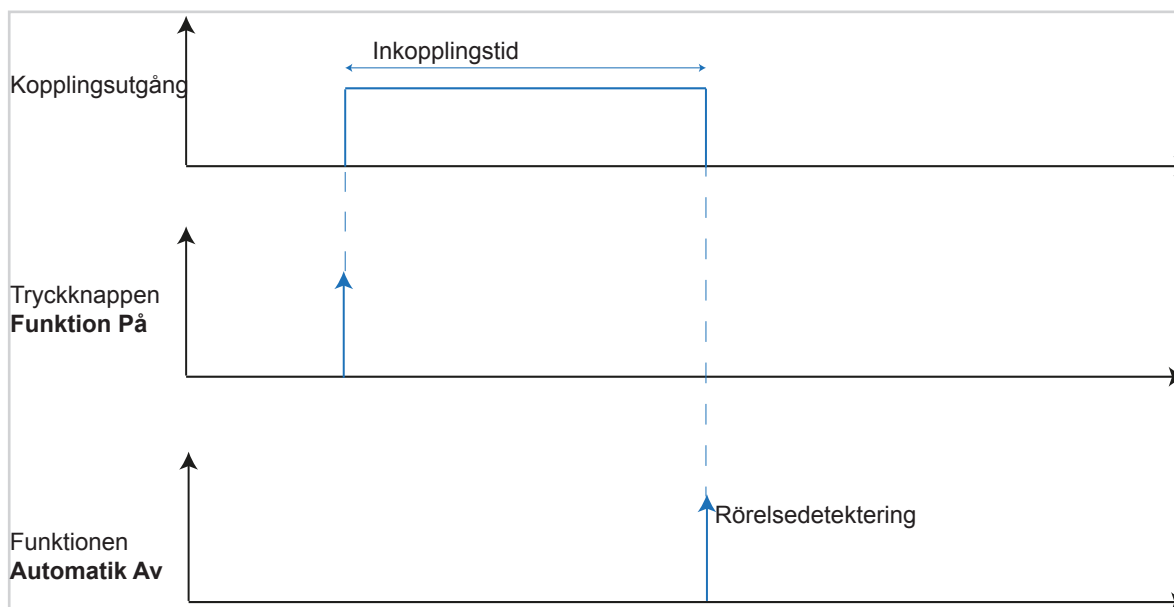 Inkopplingstid
Kopplingsutgång
Tryckknappen
Funktion På
Rörelsedetektering
Funktionen
Automatik Av